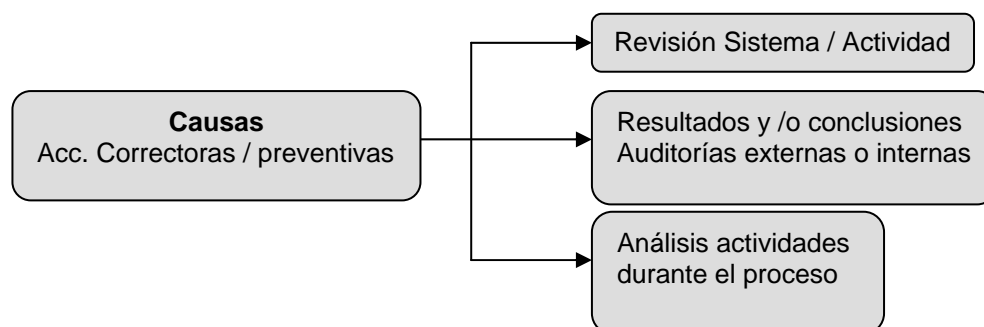 Revisión Sistema / Actividad
Causas
Acc. Correctoras / preventivas
Resultados y /o conclusiones
Auditorías externas o internas
Análisis actividades
durante el proceso